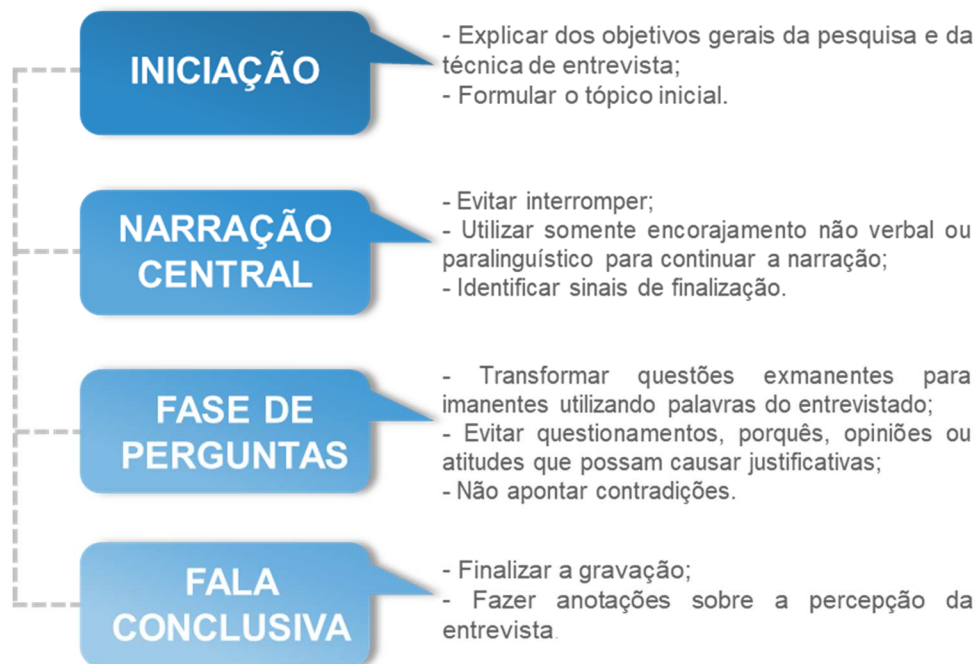 INICIAÇÃO
- Explicar dos objetivos gerais da pesquisa e da
técnica de entrevista;
- Formular o tópico inicial.
NARRAÇÃO
CENTRAL
- Evitar interromper;
- Utilizar somente encorajamento não verbal ou
paralinguístico para continuar a narração;
- Identificar sinais de finalização.
FASE DE
PERGUNTAS
- Transformar questões exmanentes para
imanentes utilizando palavras do entrevistado;
- Evitar questionamentos, porquês, opiniões ou
atitudes que possam causar justificativas;
- Não apontar contradições.
FALA
CONCLUSIVA
- Finalizar a gravação;
- Fazer anotações sobre a percepção da
entrevista.